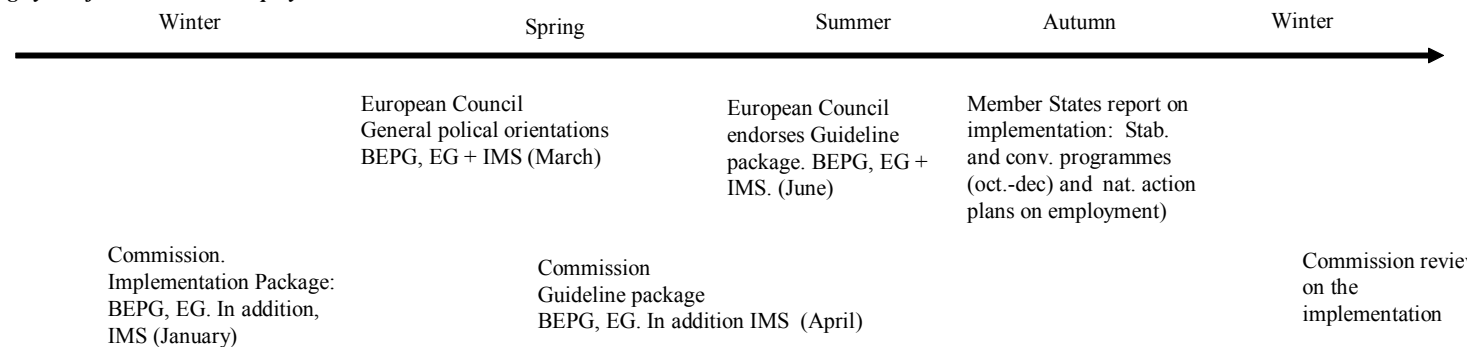 Winter Spring Summer Autumn Winter
European Council
General polical orientations
BEPG, EG + IMS (March)
European Council
endorses Guideline
package. BEPG, EG +
IMS. (June)
Member States report on
implementation: Stab.
and conv. programmes
(oct.-dec) and nat. action
plans on employment)
Commission.
Implementation Package:
BEPG, EG. In addition,
IMS (January)
Commission
Guideline package
BEPG, EG. In addition IMS (April)
Commission
on the
implementation